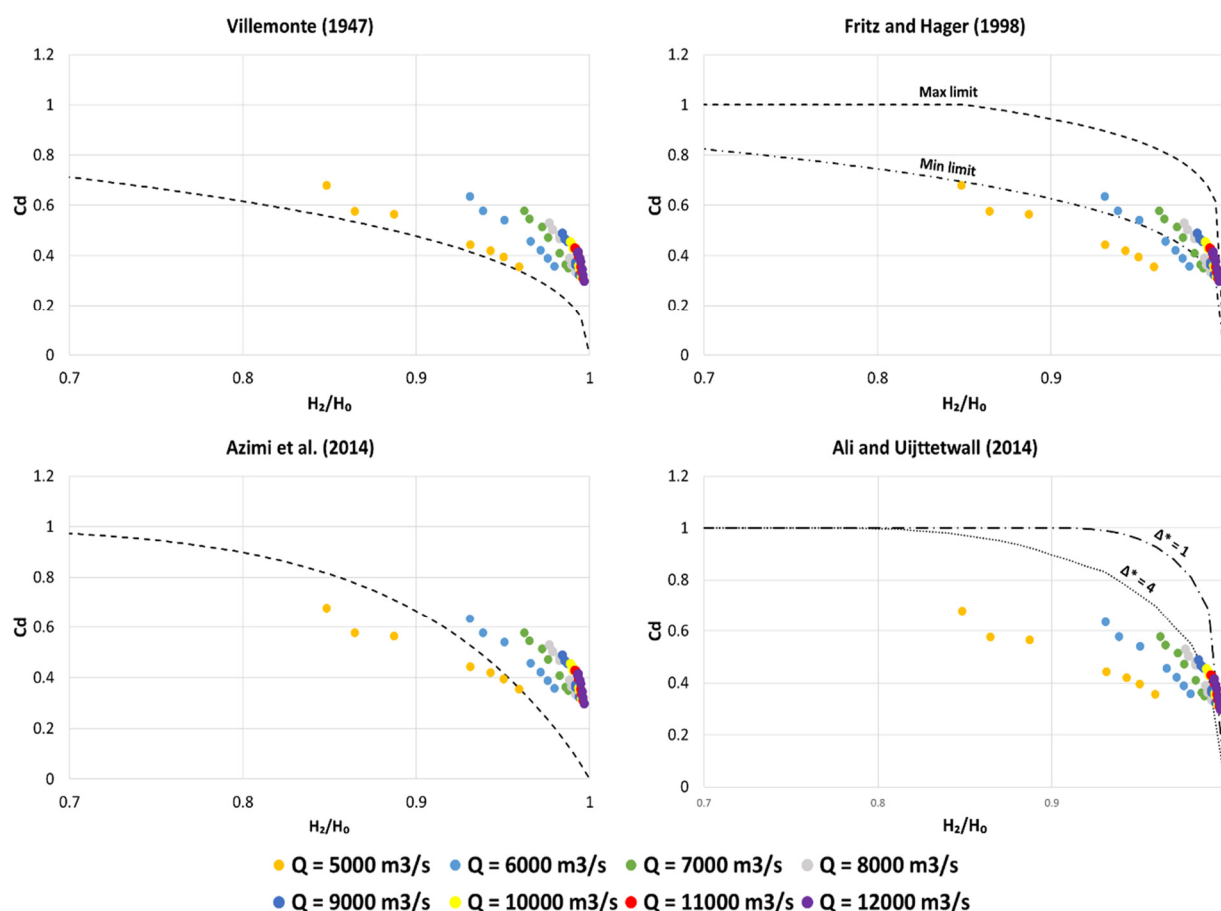 Villemonte (1947)
1.2
1
0.8
0.6
0.4
0.2
0
Cd
0.7
0.8
0.9
1
H₂/H₀
Fritz and Hager (1998)
1.2
1
0.8
0.6
0.4
0.2
0
Cd
Max limit
Min limit
0.7
0.8
0.9
H₂/H₀
Azimi et al. (2014)
1.2
1
0.8
0.6
0.4
0.2
0
Cd
0.7
0.8
0.9
1
H₂/H₀
Ali and Uijttetwall (2014)
1.2
1
0.8
0.6
0.4
0.2
0
Cd
Δ* = 1
Δ* = 4
0.7
0.8
0.9
H₂/H₀
Q = 5000 m3/s
Q = 6000 m3/s
Q = 7000 m3/s
Q = 8000 m3/s
Q = 9000 m3/s
Q = 10000 m3/s
Q = 11000 m3/s
Q = 12000 m3/s